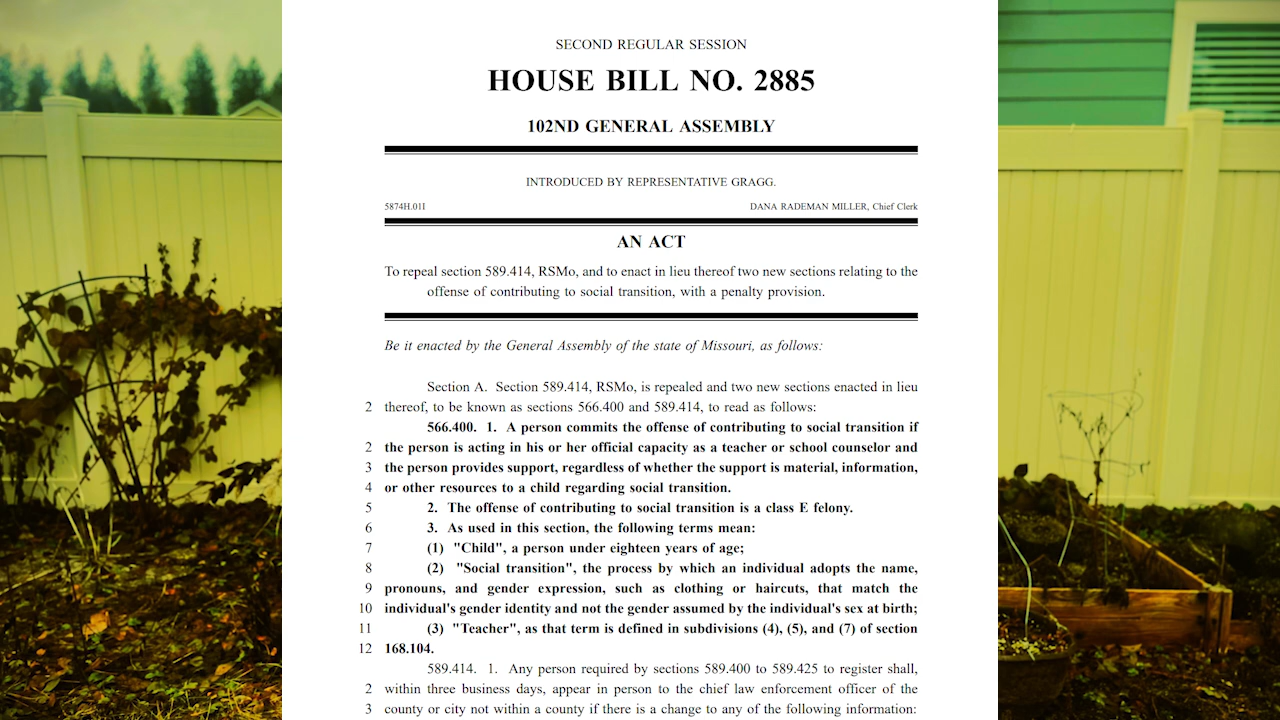 SECOND REGULAR SESSION
HOUSE BILL NO. 2885
102ND GENERAL ASSEMBLY
INTRODUCED BY REPRESENTATIVE GRAGG.
5874H.01I DANA RADEMAN MILLER, Chief Clerk
AN ACT
To repeal section 589.414, RSMo, and to enact in lieu thereof two new sections relating to the
offense of contributing to social transition, with a penalty provision.
Be it enacted by the General Assembly of the state of Missouri, as follows:
Section A. Section 589.414, RSMo, is repealed and two new sections enacted in lieu
2 thereof, to be known as sections 566.400 and 589.414, to read as follows:
566.400. 1. A person commits the offense of contributing to social transition if
2 the person is acting in his or her official capacity as a teacher or school counselor and
3 the person provides support, regardless of whether the support is material, information,
4 or other resources to a child regarding social transition.
5 2. The offense of contributing to social transition is a class E felony.
6 3. As used in this section, the following terms mean:
7 (1) "Child", a person under eighteen years of age;
8 (2) "Social transition", the process by which an individual adopts the name,
9 pronouns, and gender expression, such as clothing or haircuts, that match the
10 individual's gender identity and not the gender assumed by the individual's sex at birth;
11 (3) "Teacher", as that term is defined in subdivisions (4), (5), and (7) of section
12 168.104.
589.414. 1. Any person required by sections 589.400 to 589.425 to register shall,
2 within three business days, appear in person to the chief law enforcement officer of the
3 county or city not within a county if there is a change to any of the following information: